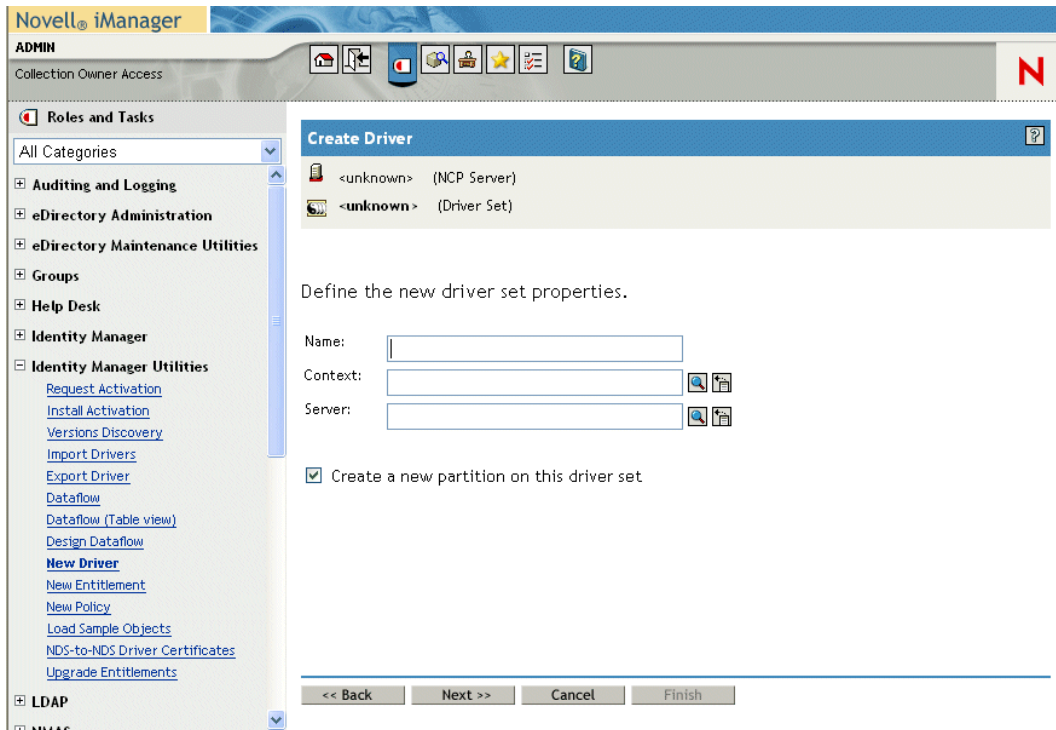 Novell® iManager
ADMIN
Collection Owner Access
N
Roles and Tasks
All Categories
Auditing and Logging
eDirectory Administration
eDirectory Maintenance Utilities
Groups
Help Desk
Identity Manager
Identity Manager Utilities
Request Activation
Install Activation
Versions Discovery
Import Drivers
Export Driver
Dataflow
Dataflow (Table view)
Design Dataflow
New Driver
New Entitlement
New Policy
Load Sample Objects
NDS-to-NDS Driver Certificates
Upgrade Entitlements
LDAP
Create Driver
?
<unknown> (NCP Server)
<unknown> (Driver Set)
Define the new driver set properties.
Name:
Context:
Server:
Create a new partition on this driver set
<< Back Next >> Cancel Finish